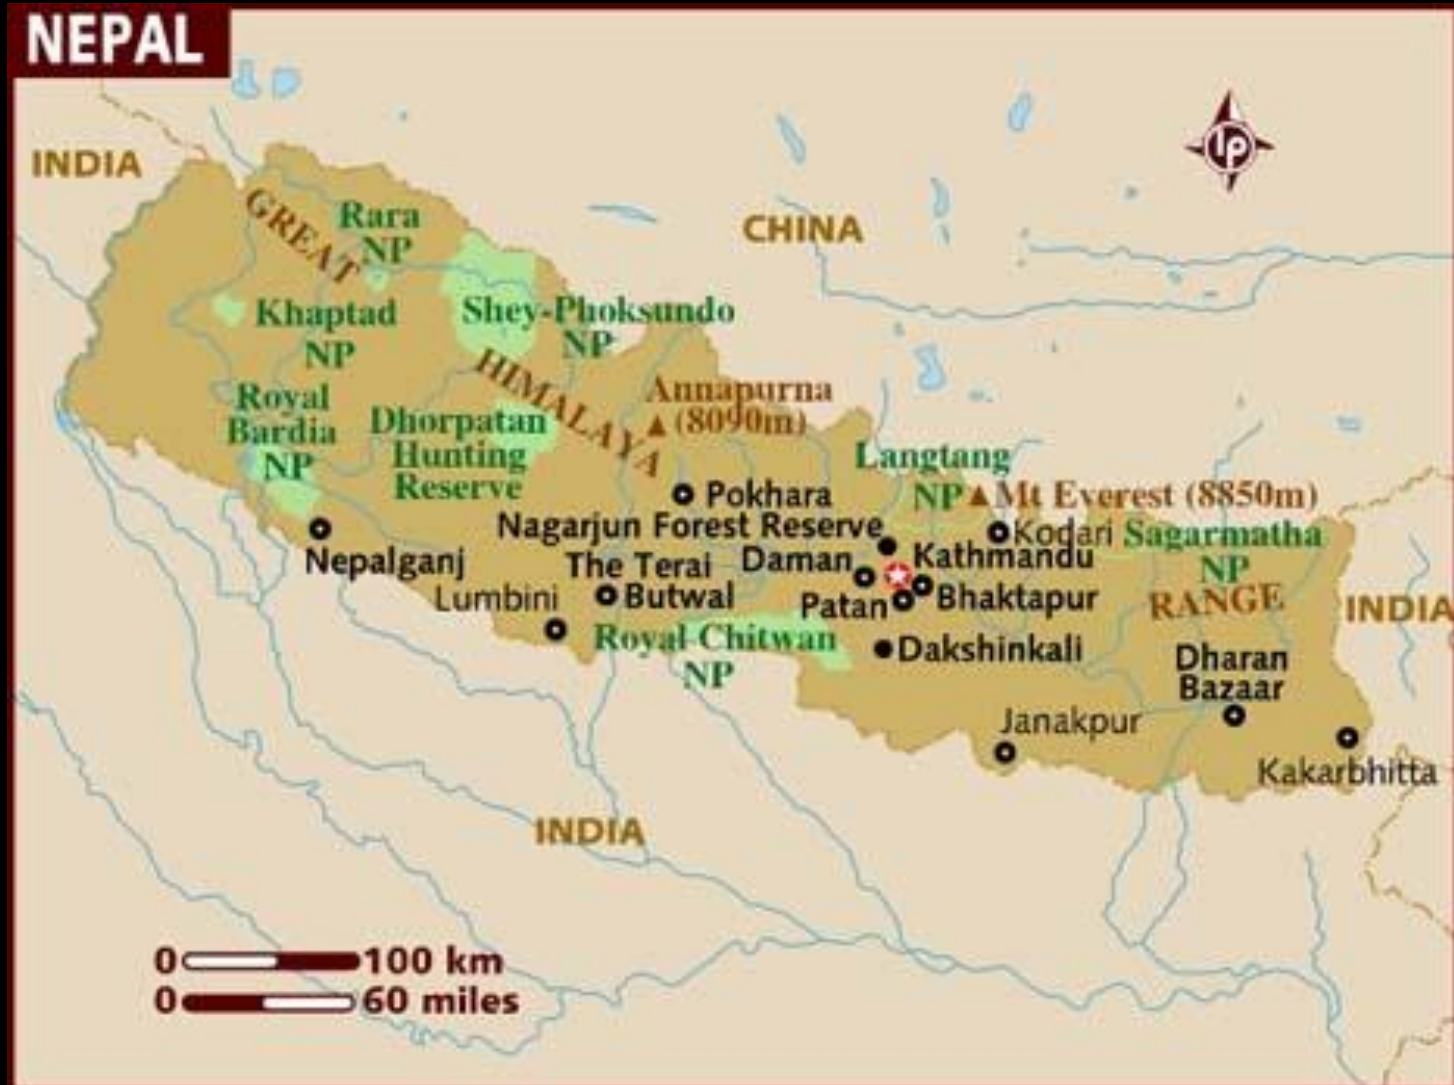 NEPAL
INDIA
CHINA
GREAT
Rara
NP
Khaptad
NP
Shey-Phoksundo
NP
HIMALAYA
Annapurna
(8090m)
Royal
Bardia
NP
Dhorpatan
Hunting
Reserve
Langtang
NP
Mt Everest (8850m)
Pokhara
Nagarjun Forest Reserve
Kodari
Sagarmatha
NP
RANGE
Nepalganj
The Terai
Daman
Kathmandu
Lumbini
Butwal
Patan
Bhaktapur
INDIA
Royal Chitwan
NP
Dakshinkali
Dharan
Bazaar
Janakpur
Kakarbhitta
INDIA
0 100 km
0 60 miles
lp